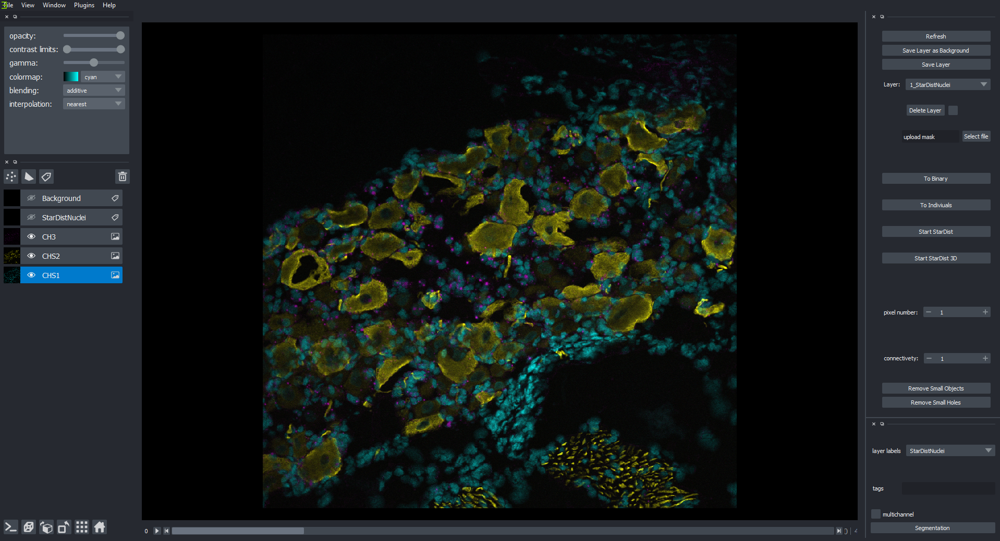 File View Window Plugins Help
opacity:
contrast limits:
gamma:
colormap: cyan
blending: additive
interpolation: nearest
Background
StarDistNuclei
CH3
CHS2
CHS1
0
Refresh
Save Layer as Background
Save Layer
Layer: 1_StarDistNuclei
Delete Layer
upload mask Select file
To Binary
To Indiviuals
Start StarDist
Start StarDist 3D
pixel number: 1
connectivety: 1
Remove Small Objects
Remove Small Holes
layer labels StarDistNuclei
tags
multichannel
Segmentation